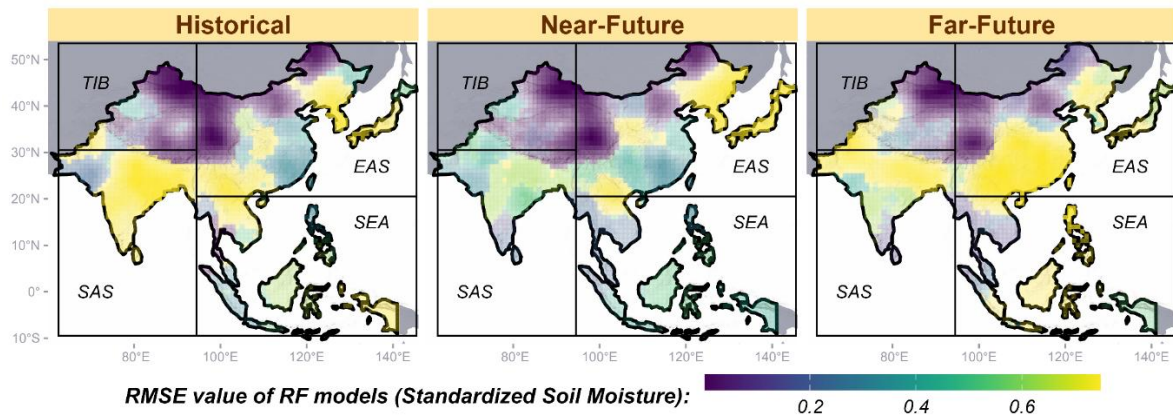 Historical Near-Future Far-Future
50°N
40°N
30°N
20°N
10°N
0°
10°S
TIB EAS SEA SAS
TIB EAS SEA SAS
TIB EAS SEA SAS
80°E 100°E 120°E 140°E 80°E 100°E 120°E 140°E 80°E 100°E 120°E 140°E
RMSE value of RF models (Standardized Soil Moisture):
0.2 0.4 0.6